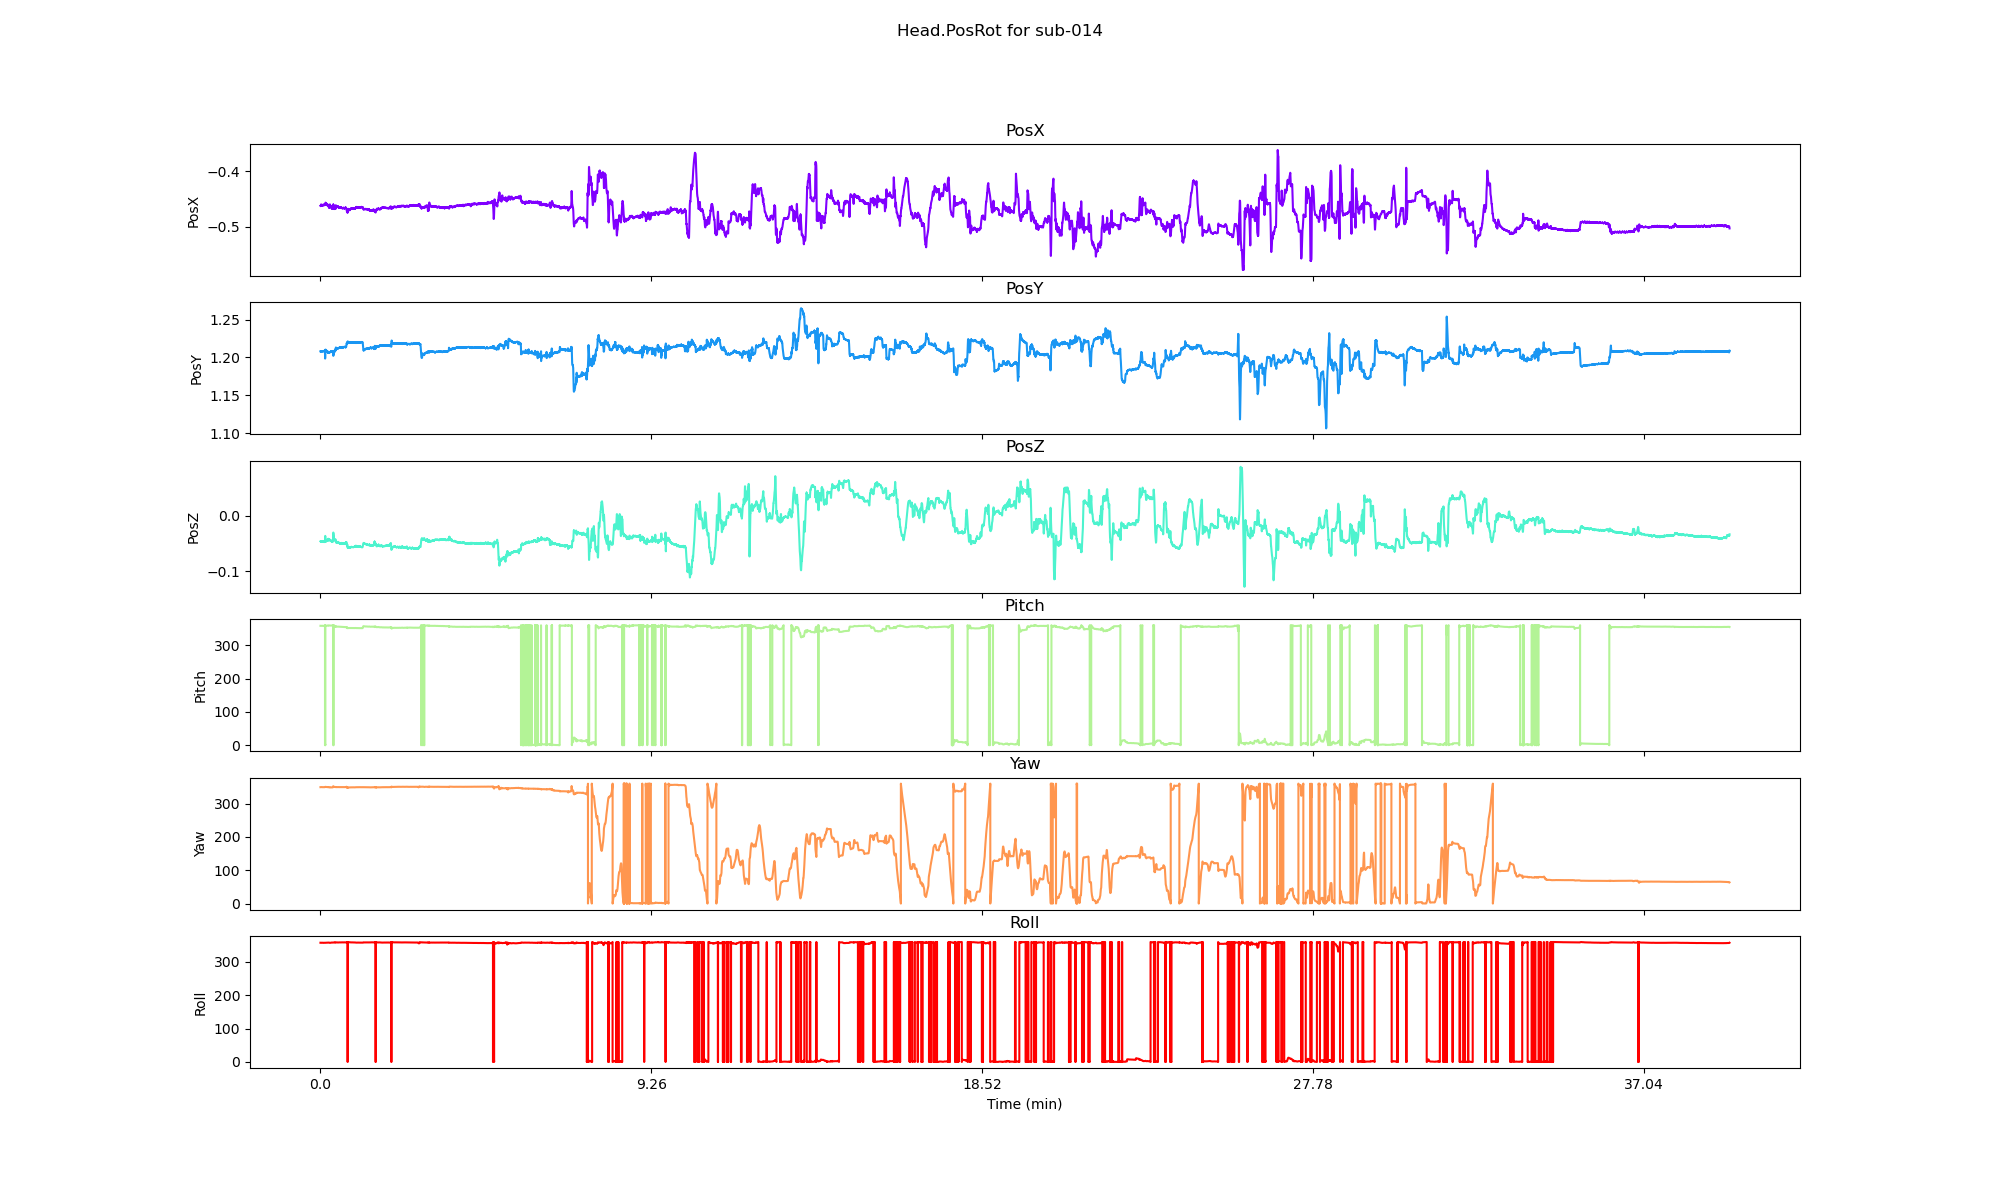 Head.PosRot for sub-014
PosX
PosX
−0.4
−0.5
PosY
PosY
1.25
1.20
1.15
1.10
PosZ
PosZ
0.0
−0.1
Pitch
Pitch
300
200
100
0
Yaw
Yaw
300
200
100
0
Roll
Roll
300
200
100
0
0.0 9.26 18.52 27.78 37.04
Time (min)